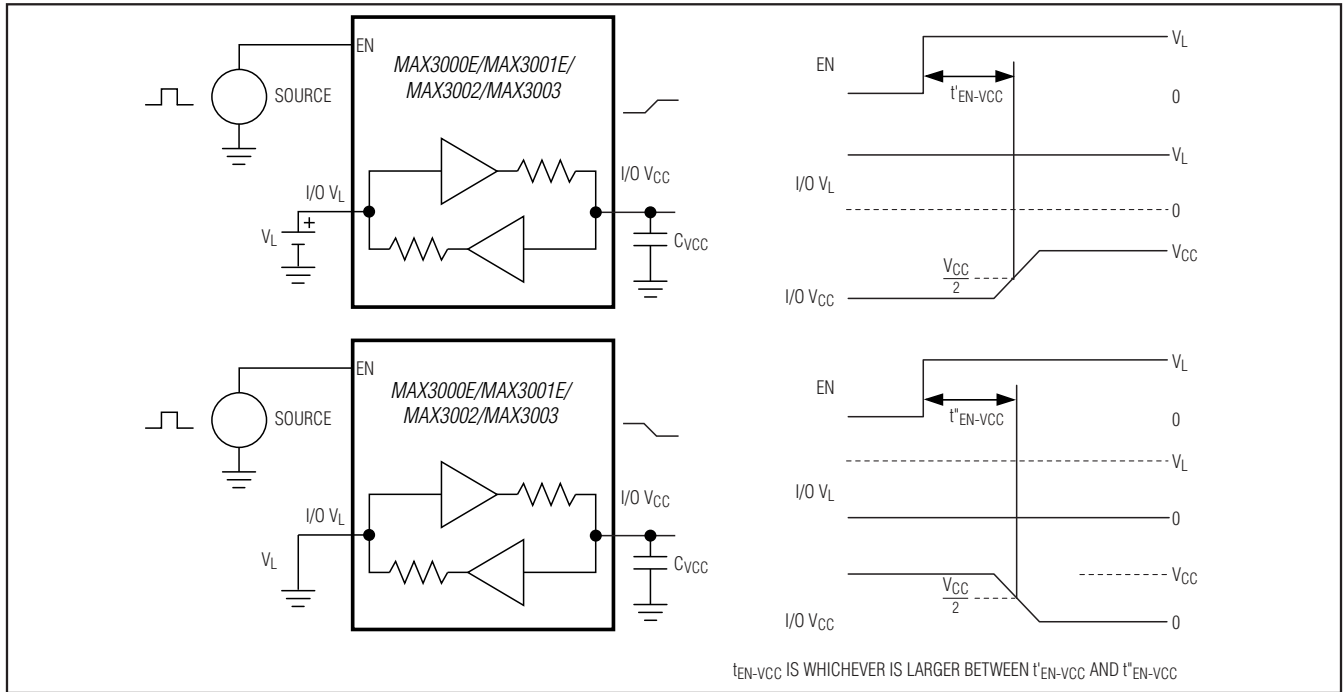 EN
MAX3000E/MAX3001E/
MAX3002/MAX3003
SOURCE
I/O VL
I/O VCC
VL
+
CVCC
EN
VL
t'EN-VCC
0
VL
I/O VL
0
VCC
VCC
2
I/O VCC
EN
MAX3000E/MAX3001E/
MAX3002/MAX3003
SOURCE
I/O VL
I/O VCC
VL
CVCC
VL
EN
t"EN-VCC
0
VL
I/O VL
0
VCC
VCC
2
I/O VCC
0
tEN-VCC IS WHICHEVER IS LARGER BETWEEN t'EN-VCC AND t"EN-VCC